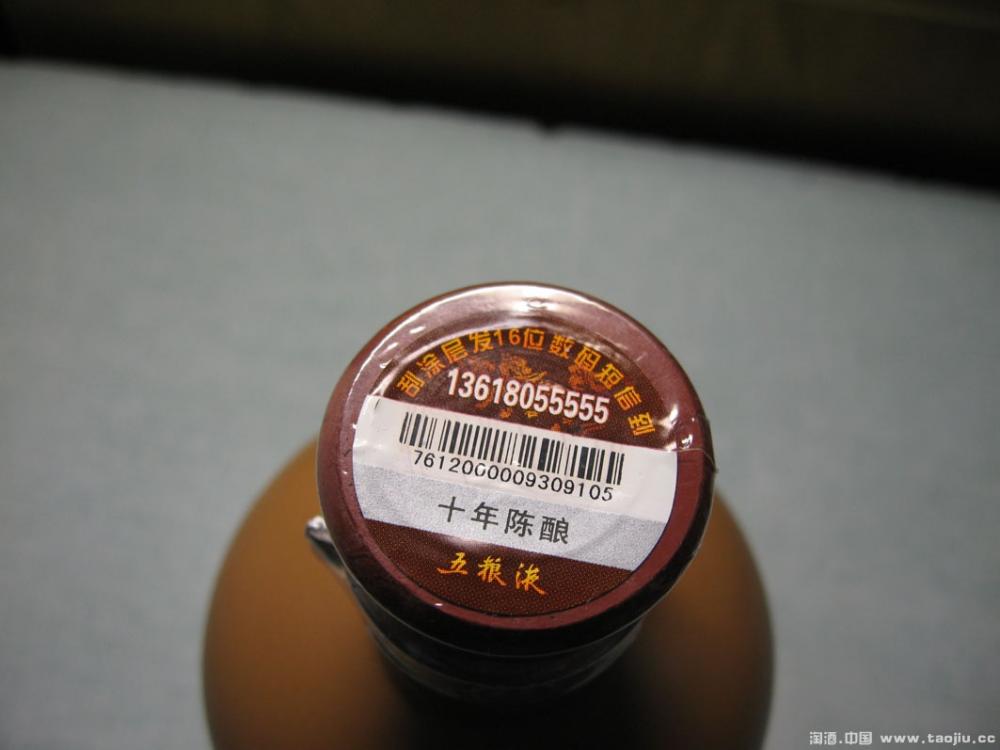 刮涂层发16位数码短信到
13618055555
7612000009309105
十年陈酿
五粮液
淘酒.中国 www.taojiu.cc